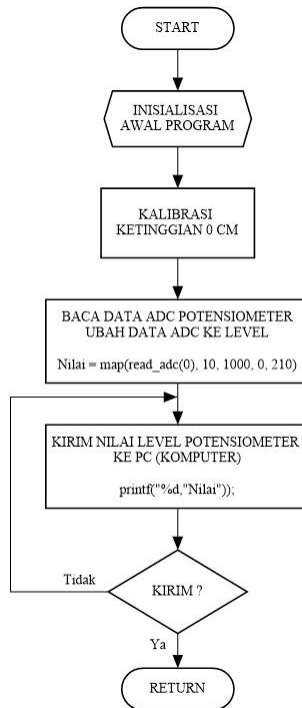 START
INISIALISASI
AWAL PROGRAM
KALIBRASI
KETINGGIAN 0 CM
BACA DATA ADC POTENSIOMETER
UBAH DATA ADC KE LEVEL
Nilai = map(read_adc(0), 10, 1000, 0, 210)
KIRIM NILAI LEVEL POTENSIOMETER
KE PC (KOMPUTER)
printf("%d,"Nilai"));
Tidak
KIRIM ?
Ya
RETURN